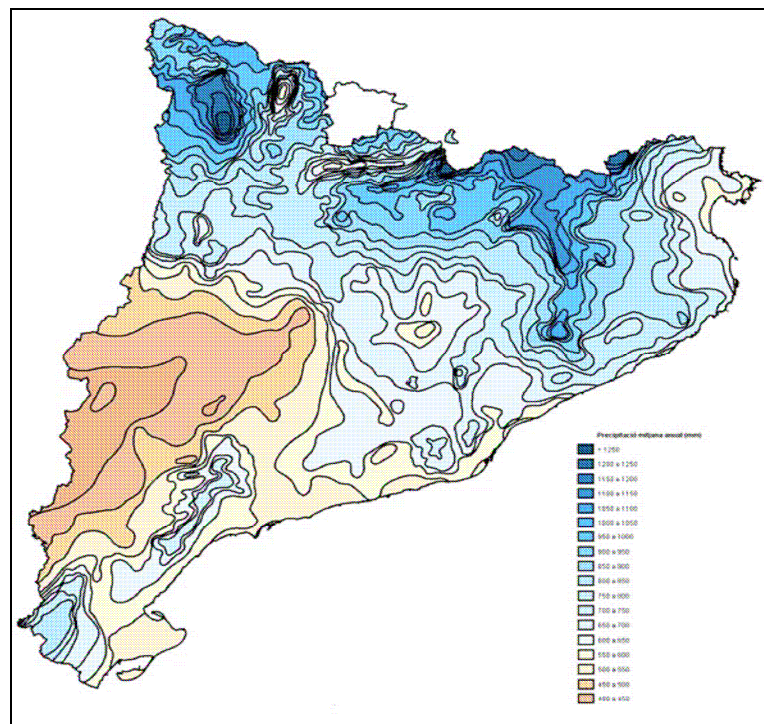 Precipitació mitjana anual (mm)
> 1250
1200 a 1250
1150 a 1200
1100 a 1150
1050 a 1100
1000 a 1050
950 a 1000
900 a 950
850 a 900
800 a 850
750 a 800
700 a 750
650 a 700
600 a 650
550 a 600
500 a 550
450 a 500
400 a 450